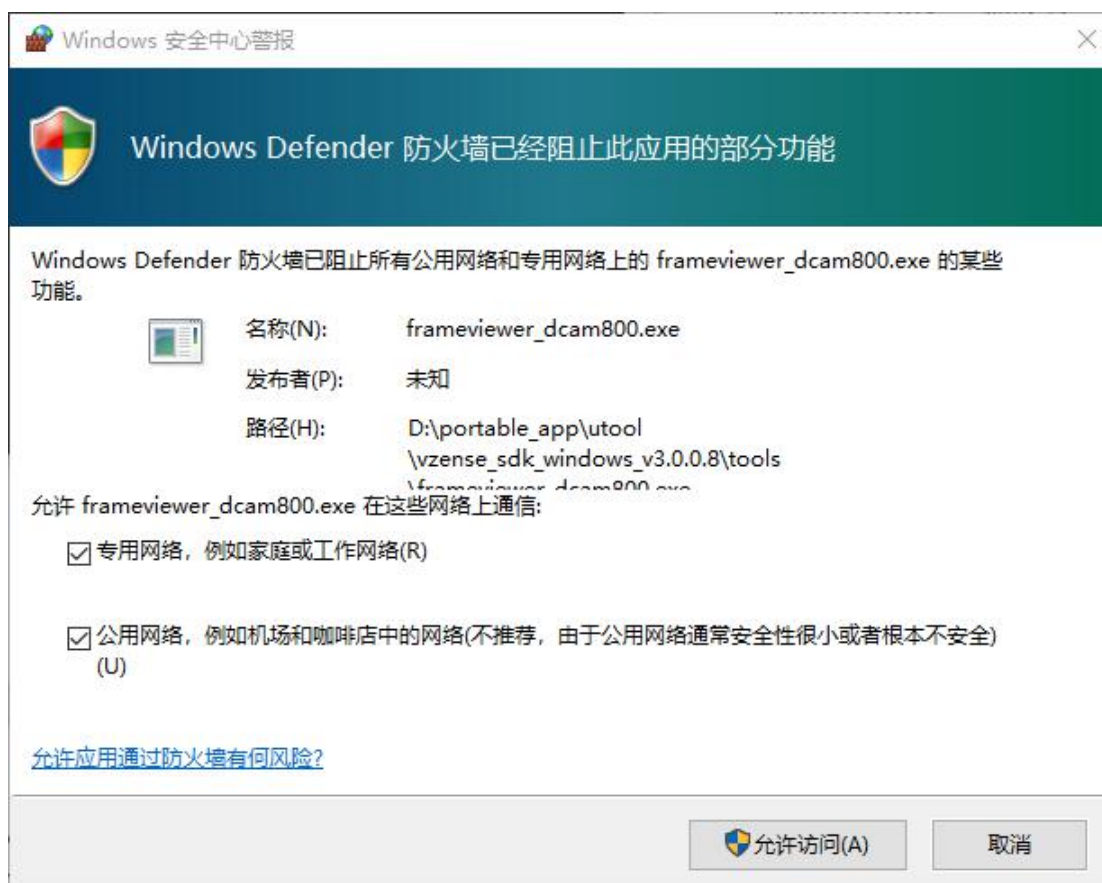 Windows 安全中心警报
Windows Defender 防火墙已经阻止此应用的部分功能
Windows Defender 防火墙已阻止所有公用网络和专用网络上的 frameviewer_dcam800.exe 的某些
功能。
名称(N): frameviewer_dcam800.exe
发布者(P): 未知
路径(H): D:\portable_app\utool
\vzense_sdk_windows_v3.0.0.8\tools
\frameviewer_dcam800.exe
允许 frameviewer_dcam800.exe 在这些网络上通信:
专用网络，例如家庭或工作网络(R)
公用网络，例如机场和咖啡店中的网络(不推荐，由于公用网络通常安全性很小或者根本不安全)
(U)
允许应用通过防火墙有何风险?
允许访问(A) 取消